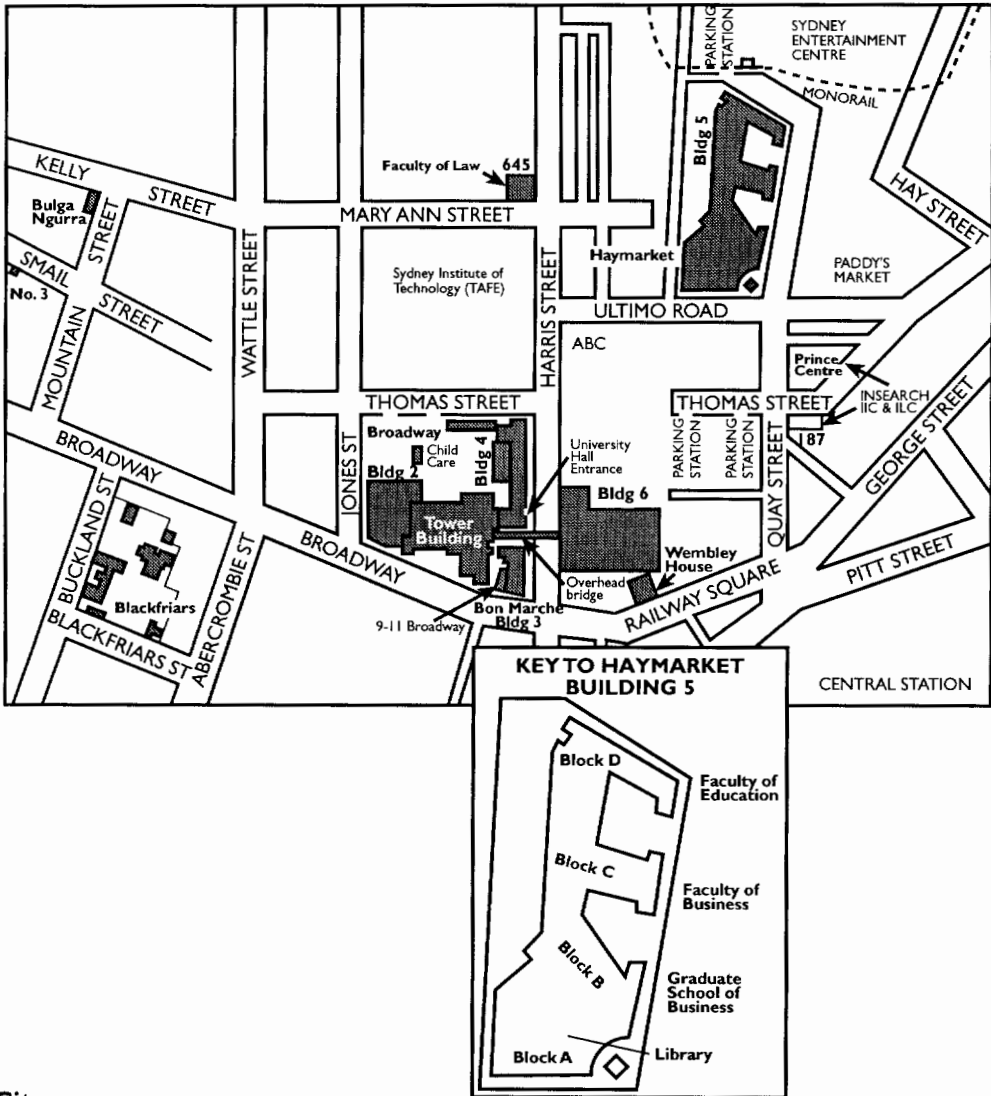 PARKING
STATION
SYDNEY
ENTERTAINMENT
CENTRE
MONORAIL
Bldg 5
KELLY
STREET
Faculty of Law
645
HAY STREET
Bulga
Ngurra
STREET
MARY ANN STREET
SMAIL
STREET
No. 3
WATTLE STREET
Sydney Institute of
Technology (TAFE)
HARRIS STREET
Haymarket
PADDY'S
MARKET
MOUNTAIN
ULTIMO ROAD
ABC
Prince
Centre
THOMAS STREET
THOMAS STREET
INSEARCH
IIC & ILC
187
BROADWAY
Broadway
Child
Care
Bldg 4
Bldg 2
University
Hall
Entrance
PARKING
STATION
PARKING
STATION
QUAY STREET
GEORGE STREET
JONES ST
Bldg 6
Tower
Building
BUCKLAND ST
BROADWAY
Wembley
House
PITT STREET
Overhead
bridge
RAILWAY SQUARE
Blackfriars
ABERCROMBIE ST
9-11 Broadway
Bon Marche
Bldg 3
BLACKFRIARS ST
CENTRAL STATION
KEY TO HAYMARKET
BUILDING 5
Block D
Faculty of
Education
Block C
Faculty of
Business
Block B
Graduate
School of
Business
Block A
Library